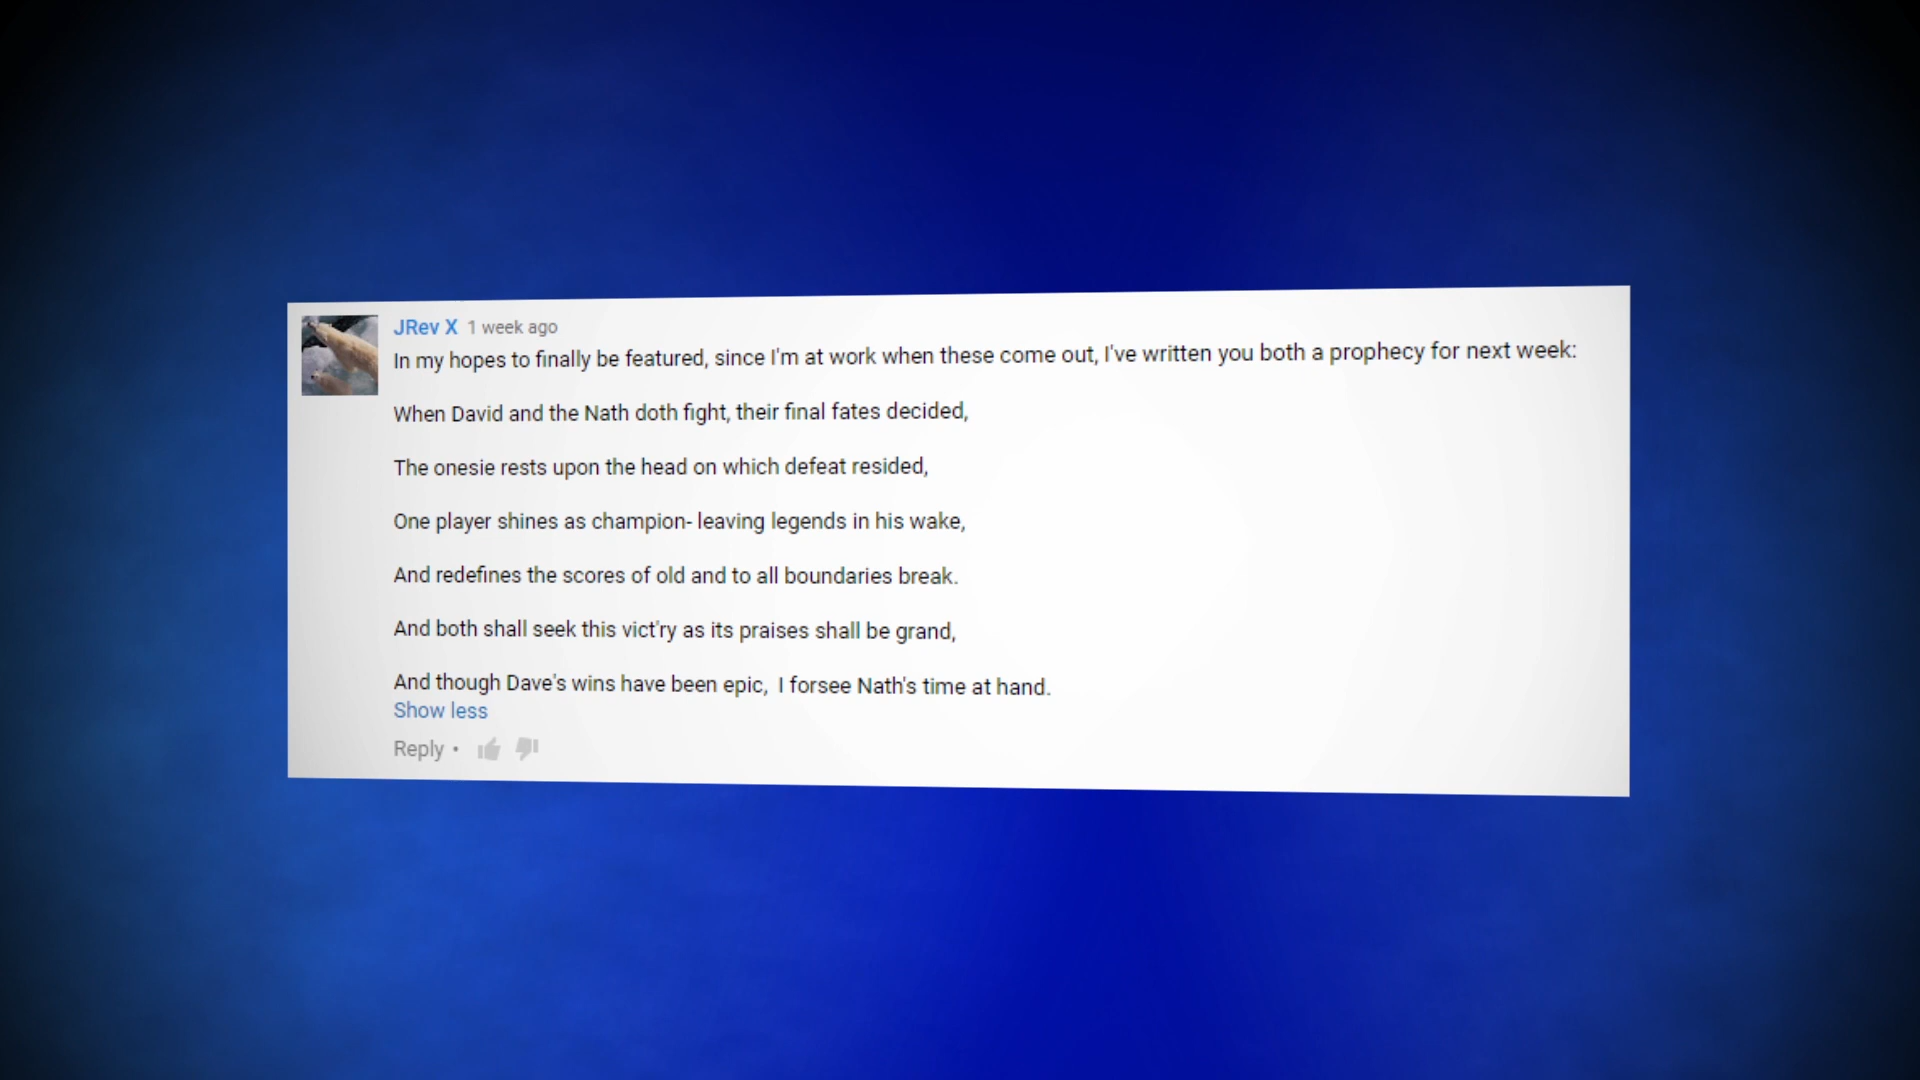 JRev X 1 week ago
In my hopes to finally be featured, since I'm at work when these come out, I've written you both a prophecy for next week:
When David and the Nath doth fight, their final fates decided,
The onesie rests upon the head on which defeat resided,
One player shines as champion- leaving legends in his wake,
And redefines the scores of old and to all boundaries break.
And both shall seek this vict'ry as its praises shall be grand,
And though Dave's wins have been epic,  I forsee Nath's time at hand.
Show less
Reply •